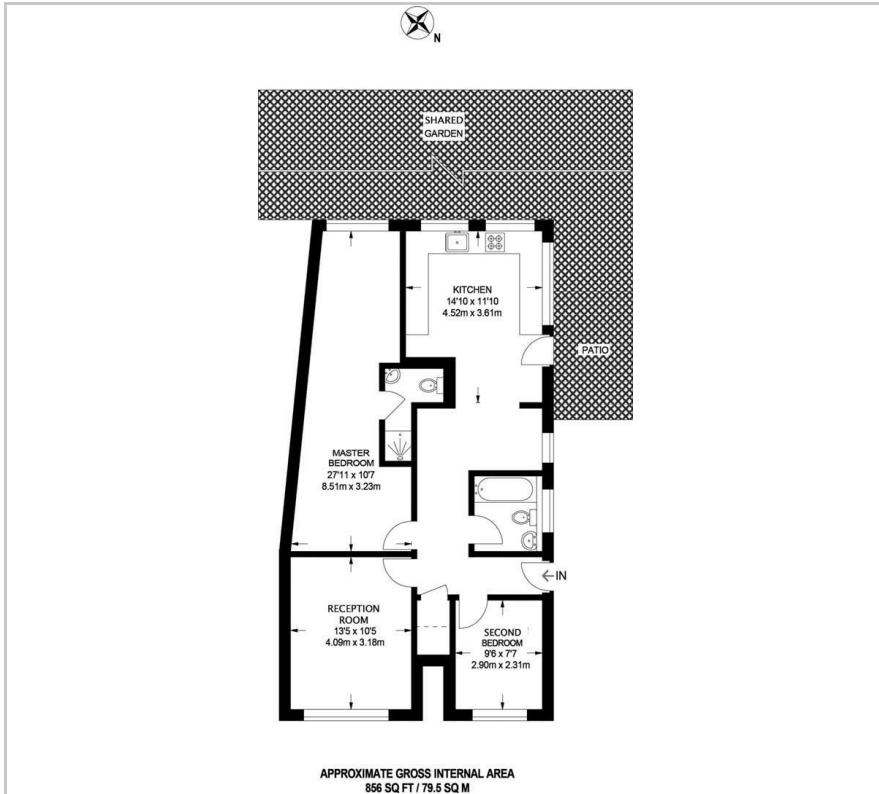 N
SHARED
GARDEN
KITCHEN
14'10 x 11'10
4.52m x 3.61m
PATIO
MASTER
BEDROOM
27'11 x 10'7
8.51m x 3.23m
IN
RECEPTION
ROOM
13'5 x 10'5
4.09m x 3.18m
SECOND
BEDROOM
9'6 x 7'7
2.90m x 2.31m
APPROXIMATE GROSS INTERNAL AREA
856 SQ FT / 79.5 SQ M